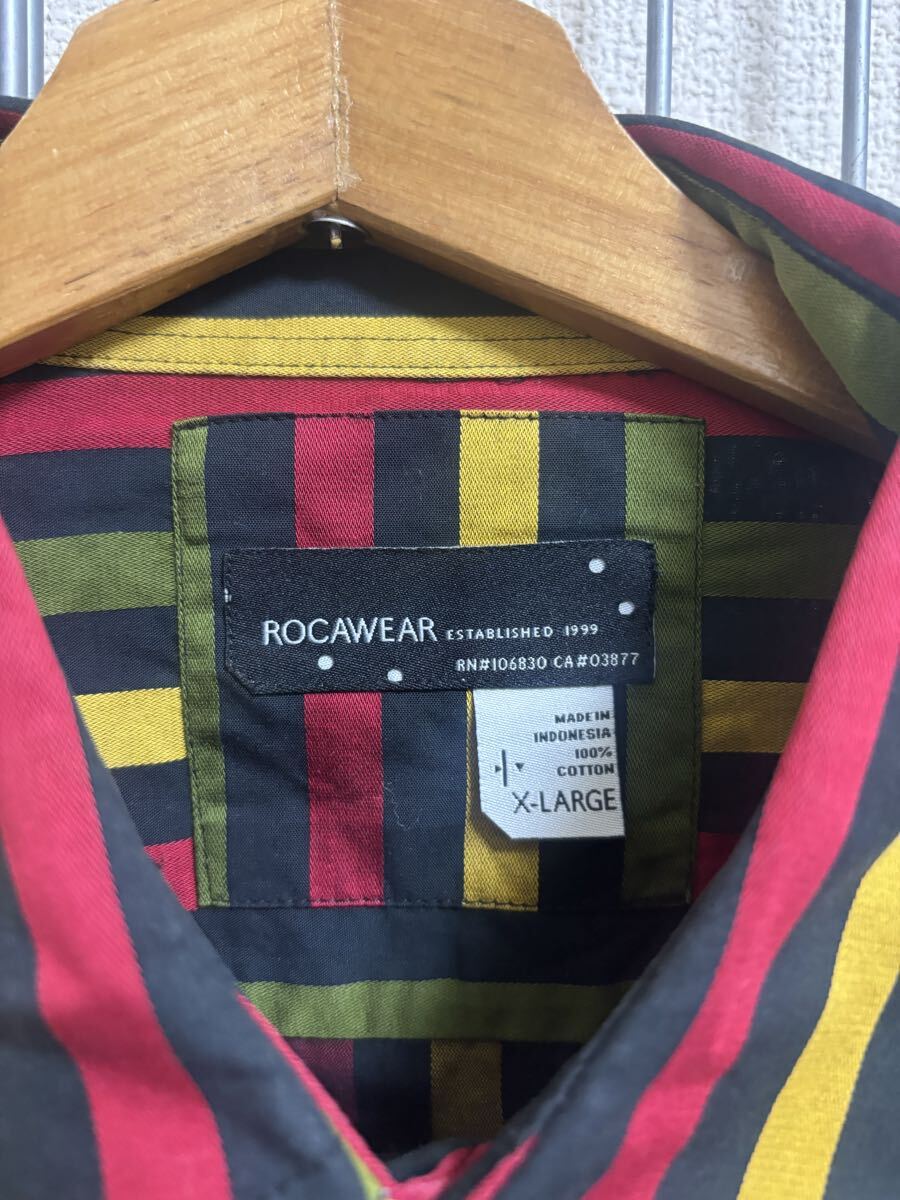 ROCAWEAR ESTABLISHED 1999
RN#106830 CA#03877
MADE IN
INDONESIA
100%
COTTON
X-LARGE